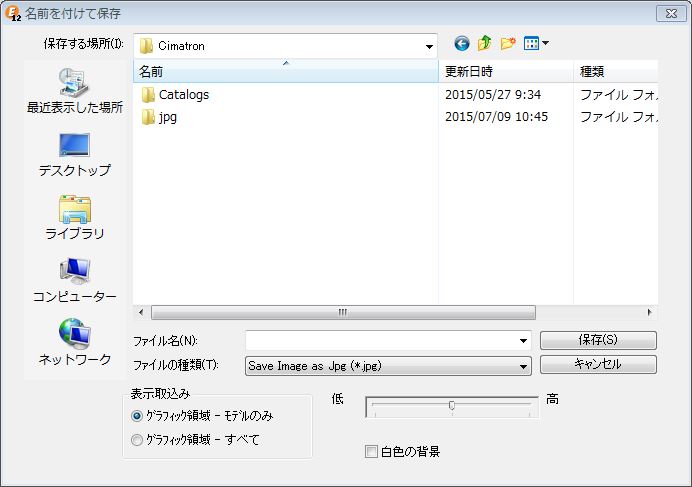 12 名前を付けて保存
保存する場所(I): Cimatron
名前 更新日時 種類
Catalogs 2015/05/27 9:34 ファイル フォル
jpg 2015/07/09 10:45 ファイル フォル
最近表示した場所
デスクトップ
ライブラリ
コンピューター
ネットワーク
ファイル名(N): 保存(S)
ファイルの種類(T): Save Image as Jpg (*.jpg) キャンセル
表示取込み
グラフィック領域 - モデルのみ
グラフィック領域 - すべて
低 高
白色の背景